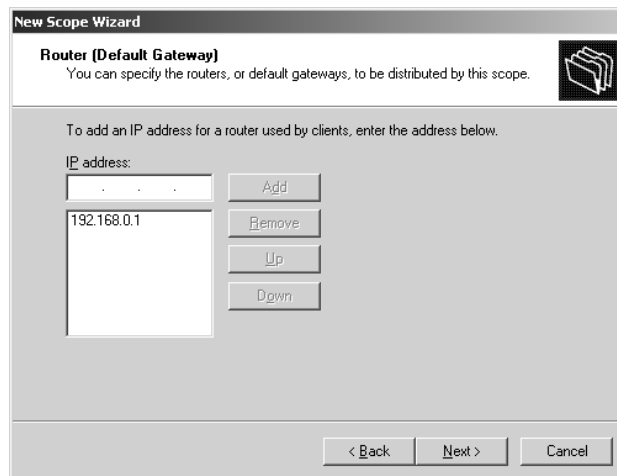 New Scope Wizard
Router (Default Gateway)
You can specify the routers, or default gateways, to be distributed by this scope.
To add an IP address for a router used by clients, enter the address below.
IP address:
. . .
Add
192.168.0.1
Remove
Up
Down
< Back
Next >
Cancel